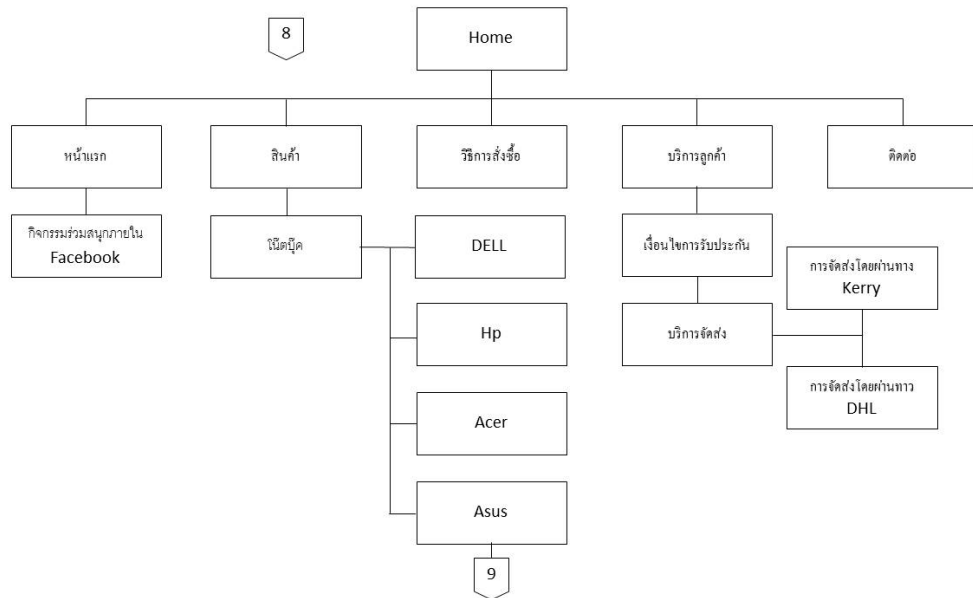 8
Home
หน้าแรก
สินค้า
วิธีการสั่งซื้อ
บริการลูกค้า
ติดต่อ
กิจกรรมร่วมสนุกภายใน
Facebook
โน๊ตบุ๊ค
DELL
เงื่อนไขการรับประกัน
การจัดส่งโดยผ่านทาง
Kerry
Hp
บริการจัดส่ง
การจัดส่งโดยผ่านทาว
DHL
Acer
Asus
9